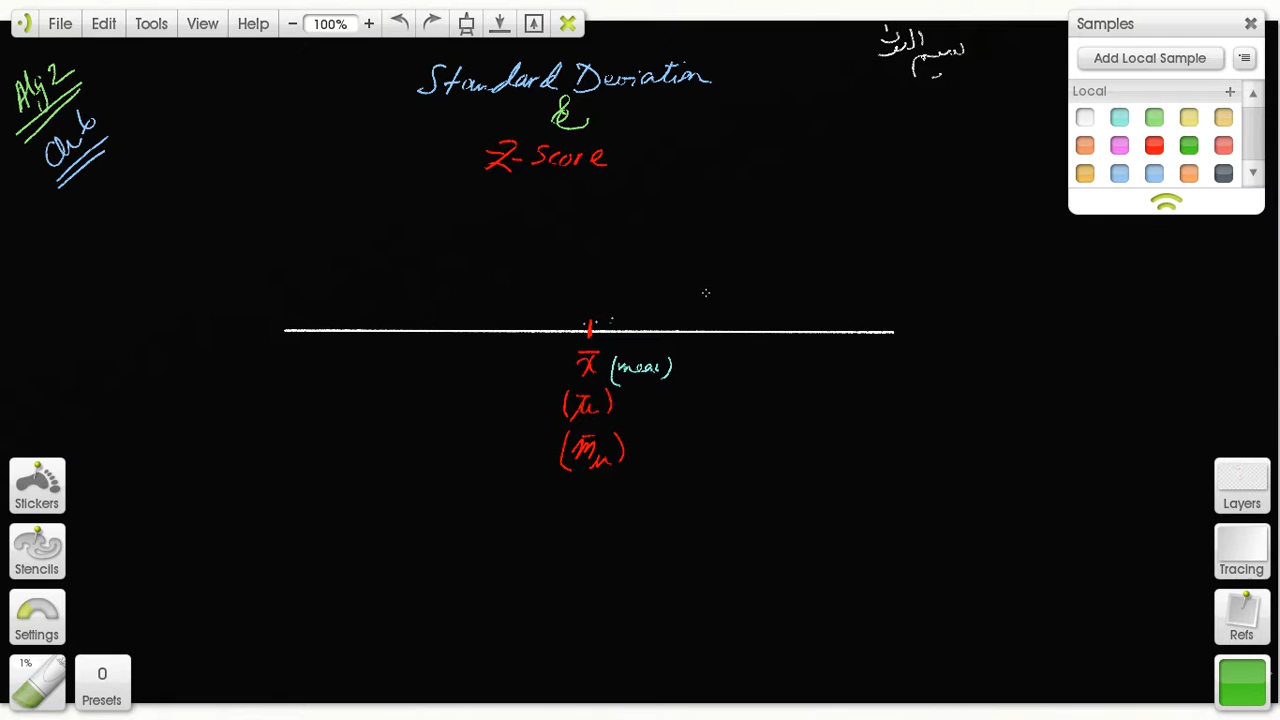 File Edit Tools View Help − 100% +
Samples
Add Local Sample
Local +
Alg 2
Ch 6
Standard Deviation
&
Z-Score
x̄ (mean)
(μ)
Stickers
Stencils
Settings
1%
0
Presets
Layers
Tracing
Refs